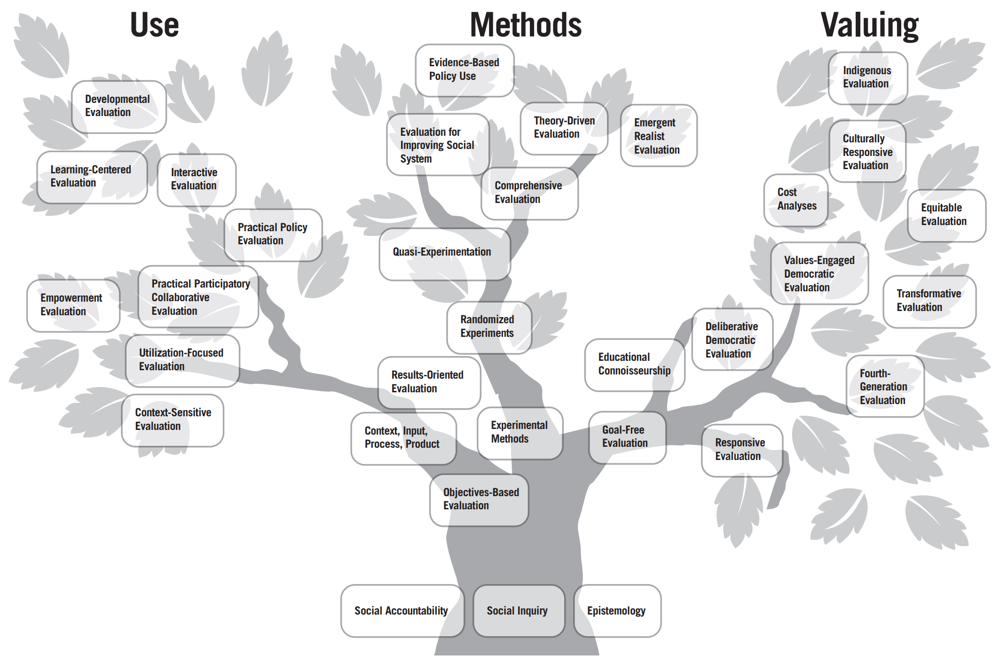 Use
Methods
Valuing
Evidence-Based
Policy Use
Indigenous
Evaluation
Developmental
Evaluation
Theory-Driven
Evaluation
Emergent
Realist
Evaluation
Evaluation for
Improving Social
System
Culturally
Responsive
Evaluation
Learning-Centered
Evaluation
Interactive
Evaluation
Comprehensive
Evaluation
Cost
Analyses
Equitable
Evaluation
Practical Policy
Evaluation
Quasi-Experimentation
Values-Engaged
Democratic
Evaluation
Empowerment
Evaluation
Practical Participatory
Collaborative
Evaluation
Transformative
Evaluation
Randomized
Experiments
Deliberative
Democratic
Evaluation
Utilization-Focused
Evaluation
Educational
Connoisseurship
Results-Oriented
Evaluation
Fourth-
Generation
Evaluation
Context-Sensitive
Evaluation
Context, Input,
Process, Product
Experimental
Methods
Goal-Free
Evaluation
Responsive
Evaluation
Objectives-Based
Evaluation
Social Accountability
Social Inquiry
Epistemology